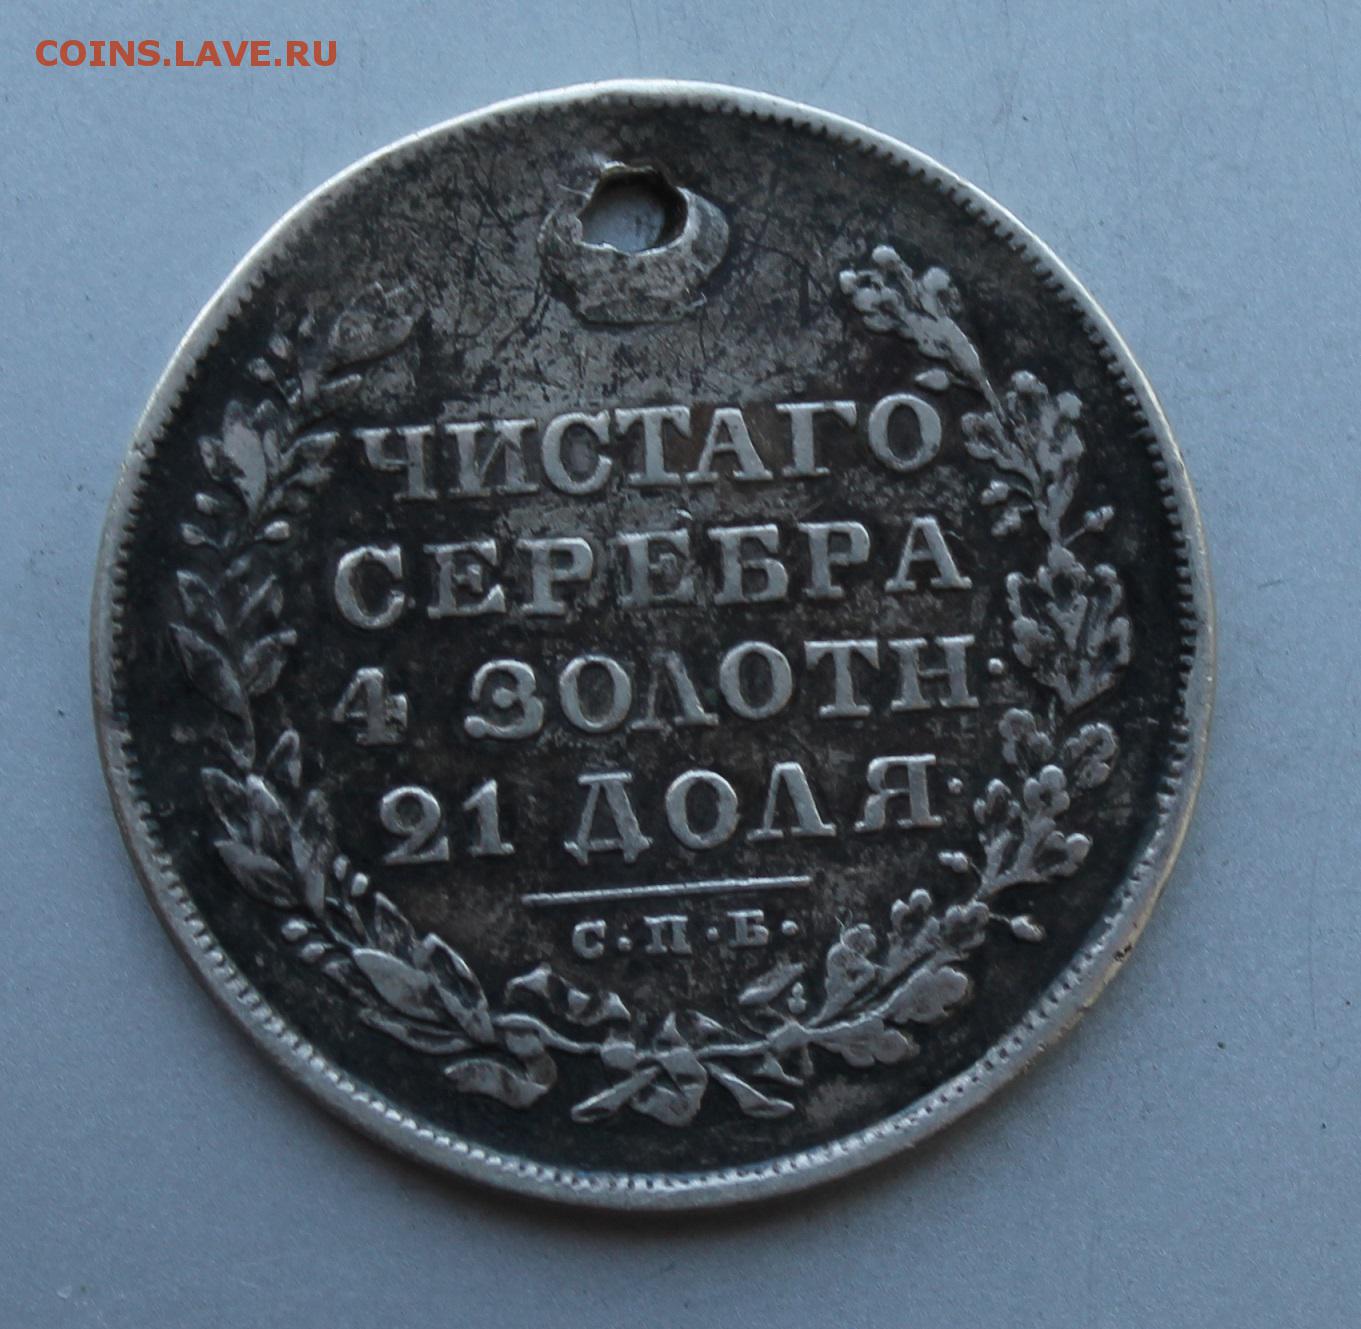 COINS.LAVE.RU
ЧИСТАГО
СЕРЕБРА
4 ЗОЛОТН·
21 ДОЛЯ·
С·П·Б·